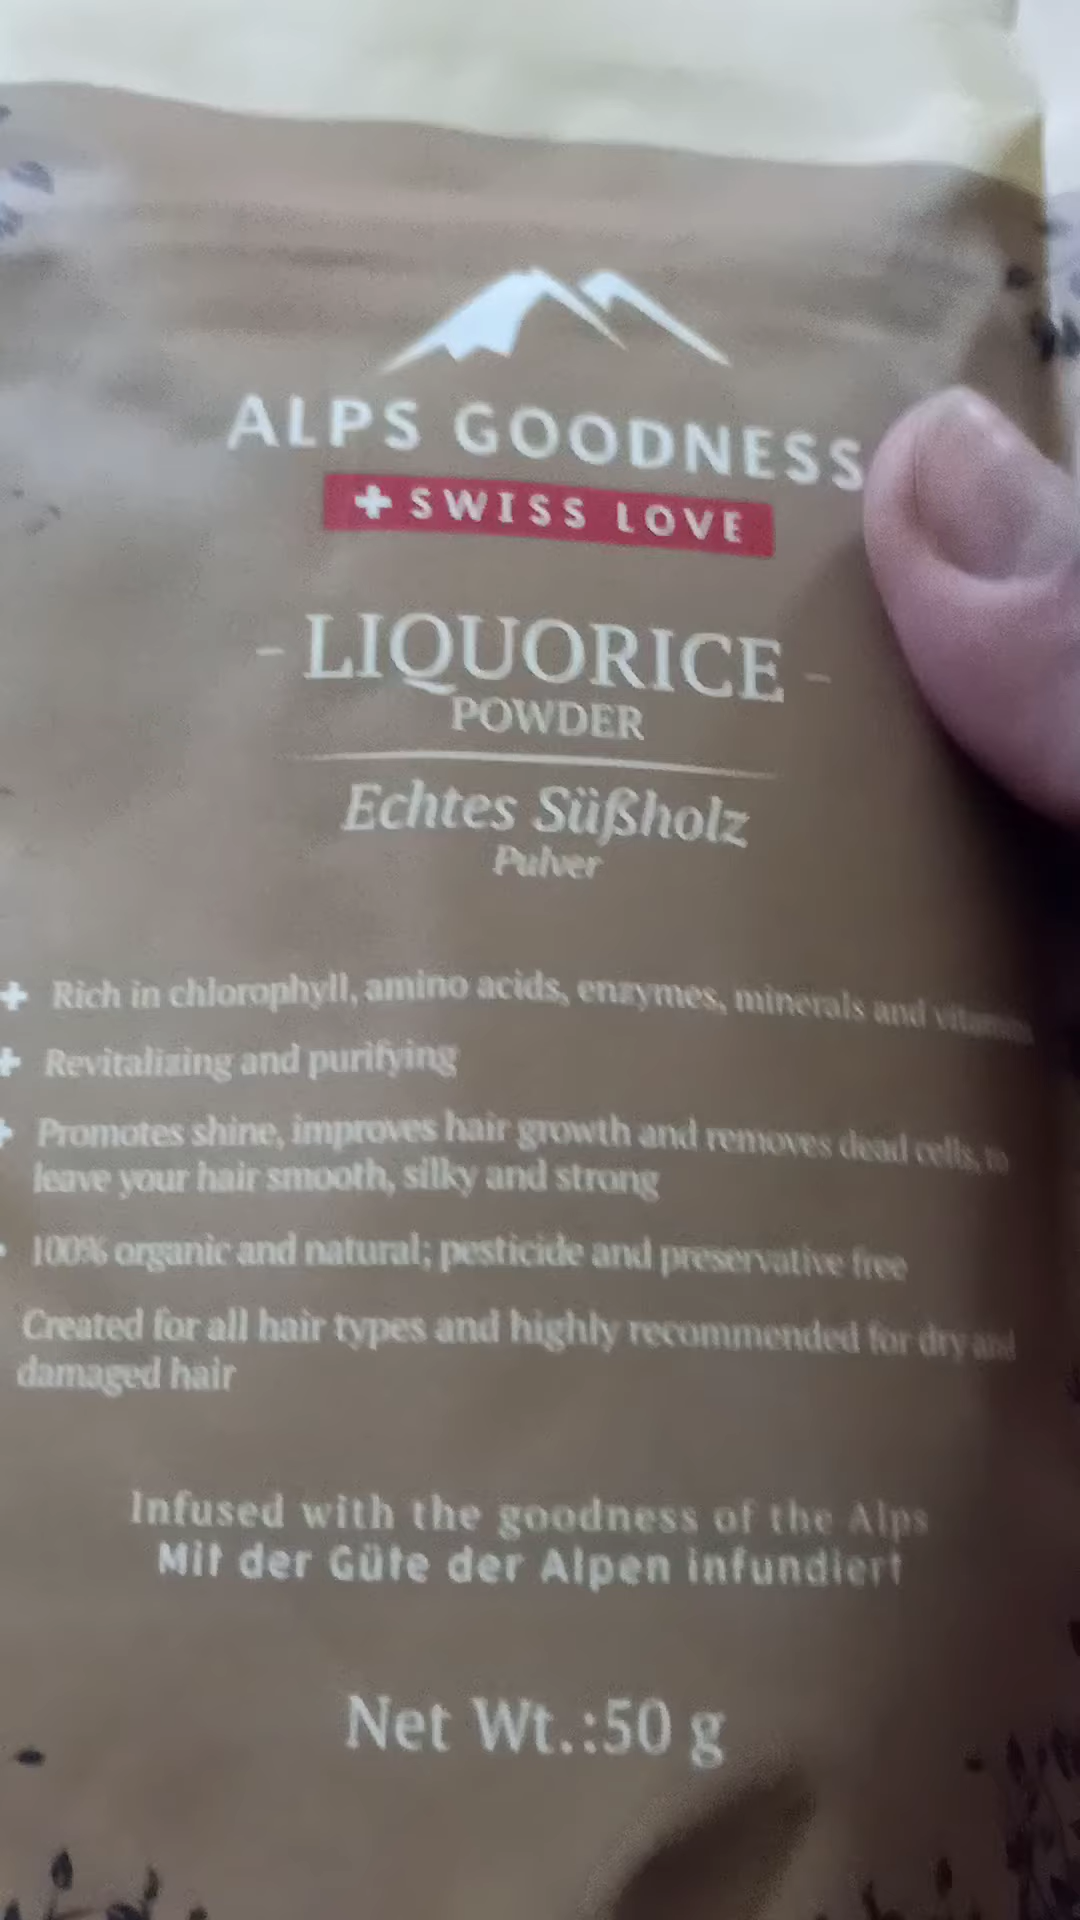 ALPS GOODNESS
SWISS LOVE
- LIQUORICE -
POWDER
Echtes Süßholz
Pulver
Rich in chlorophyll, amino acids, enzymes, minerals and
Revitalizing and purifying
Promotes shine, improves hair growth and removes dead cells, to
leave your hair smooth, silky and strong
100% organic and natural; pesticide and preservative free
Created for all hair types and highly recommended for dry and
damaged hair
Infused with the goodness of the Alps
Mit der Güte der Alpen infundiert
Net Wt.:50 g